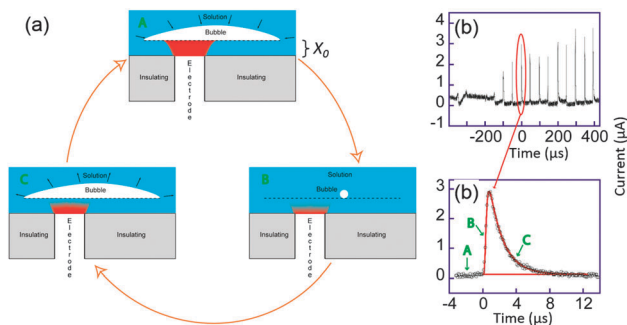 (a)
A
Solution
Bubble
X₀
Insulating
Electrode
Insulating
C
Solution
Bubble
Insulating
Electrode
Insulating
B
Solution
Bubble
Insulating
Electrode
Insulating
(b)
4
3
2
1
0
-1
-200 0 200 400
Time (µs)
Current (µA)
(b)
3
2
1
0
B
C
A
-4 0 4 8 12
Time (µs)